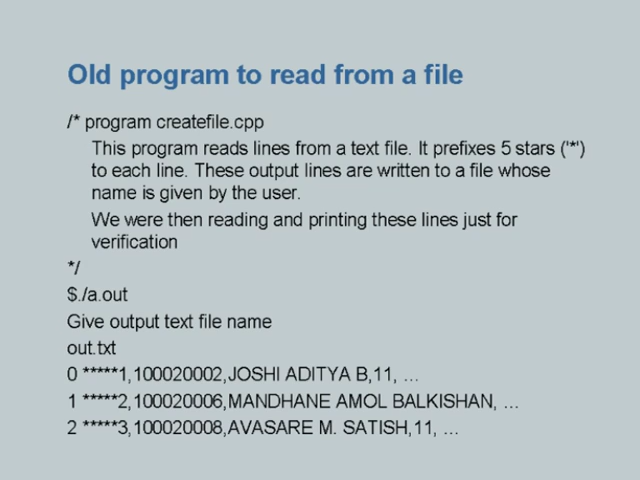 Old program to read from a file
/* program createfile.cpp
This program reads lines from a text file. It prefixes 5 stars ('*')
to each line. These output lines are written to a file whose
name is given by the user.
We were then reading and printing these lines just for
verification
*/
$./a.out
Give output text file name
out.txt
0 *****1,100020002,JOSHI ADITYA B,11, ...
1 *****2,100020006,MANDHANE AMOL BALKISHAN, ...
2 *****3,100020008,AVASARE M. SATISH,11, ...